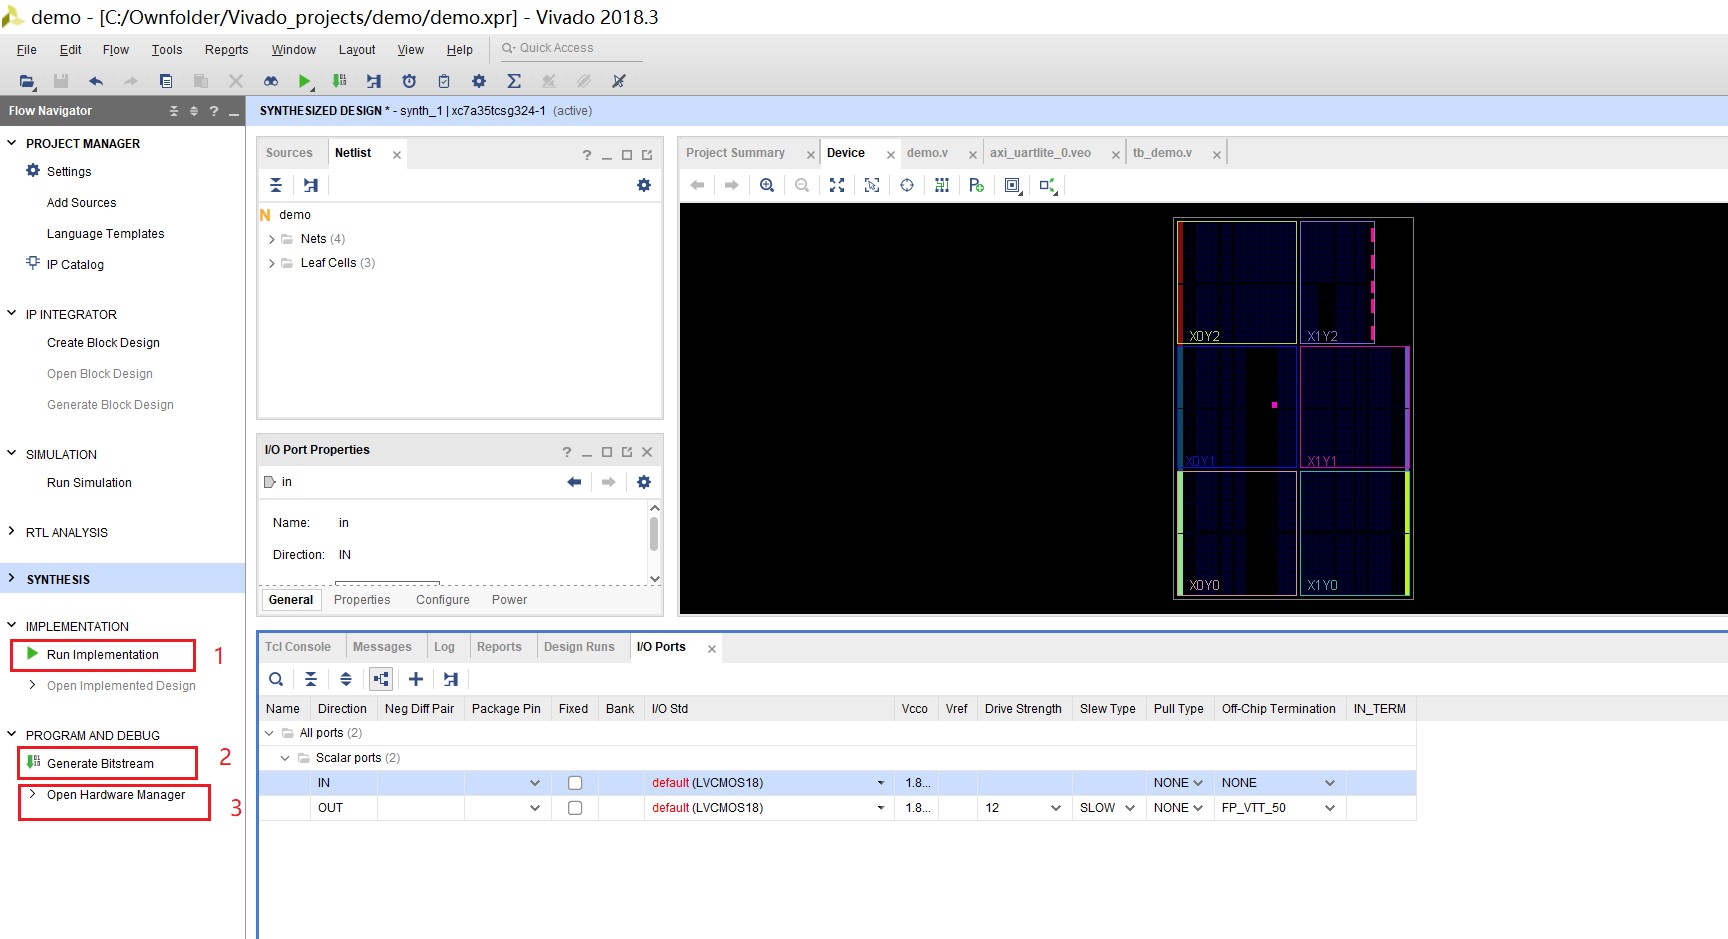 demo - [C:/Ownfolder/Vivado_projects/demo/demo.xpr] - Vivado 2018.3
File Edit Flow Tools Reports Window Layout View Help Quick Access
Flow Navigator
SYNTHESIZED DESIGN * - synth_1 | xc7a35tcsg324-1 (active)
PROJECT MANAGER
Settings
Add Sources
Language Templates
IP Catalog
IP INTEGRATOR
Create Block Design
Open Block Design
Generate Block Design
SIMULATION
Run Simulation
RTL ANALYSIS
SYNTHESIS
IMPLEMENTATION
Run Implementation 1
Open Implemented Design
PROGRAM AND DEBUG
Generate Bitstream 2
Open Hardware Manager 3
Sources Netlist
N demo
Nets (4)
Leaf Cells (3)
I/O Port Properties
in
Name: in
Direction: IN
General Properties Configure Power
Project Summary Device demo.v axi_uartlite_0.veo tb_demo.v
X0Y2 X1Y2
X0Y1 X1Y1
X0Y0 X1Y0
Tcl Console Messages Log Reports Design Runs I/O Ports
Name Direction Neg Diff Pair Package Pin Fixed Bank I/O Std Vcco Vref Drive Strength Slew Type Pull Type Off-Chip Termination IN_TERM
All ports (2)
Scalar ports (2)
IN default (LVCMOS18) 1.8... NONE NONE
OUT default (LVCMOS18) 1.8... 12 SLOW NONE FP_VTT_50